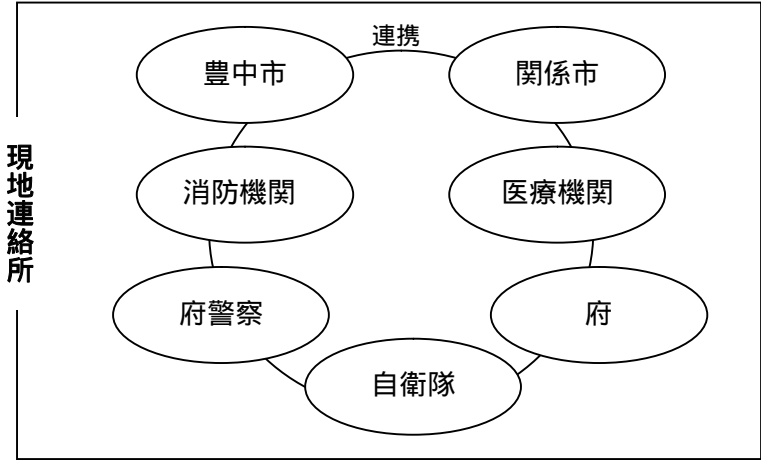 連携
豊中市
関係市
消防機関
医療機関
現地連絡所
府警察
府
自衛隊